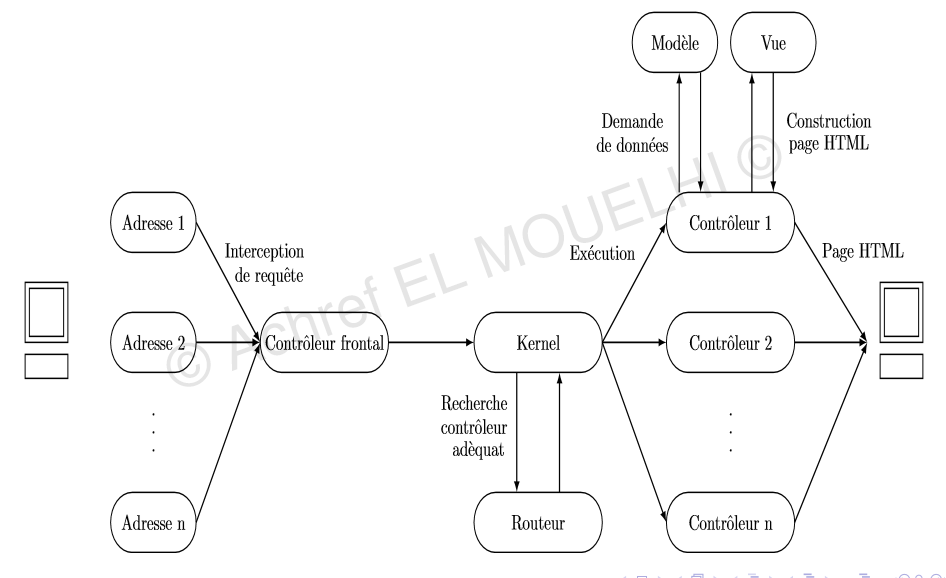 Modèle
Vue
Demande
de données
Construction
page HTML
© Achref EL MOUELHI ©
Adresse 1
Contrôleur 1
Interception
de requête
Exécution
Page HTML
Adresse 2
Contrôleur frontal
Kernel
Contrôleur 2
Recherche
contrôleur
adèquat
Adresse n
Routeur
Contrôleur n